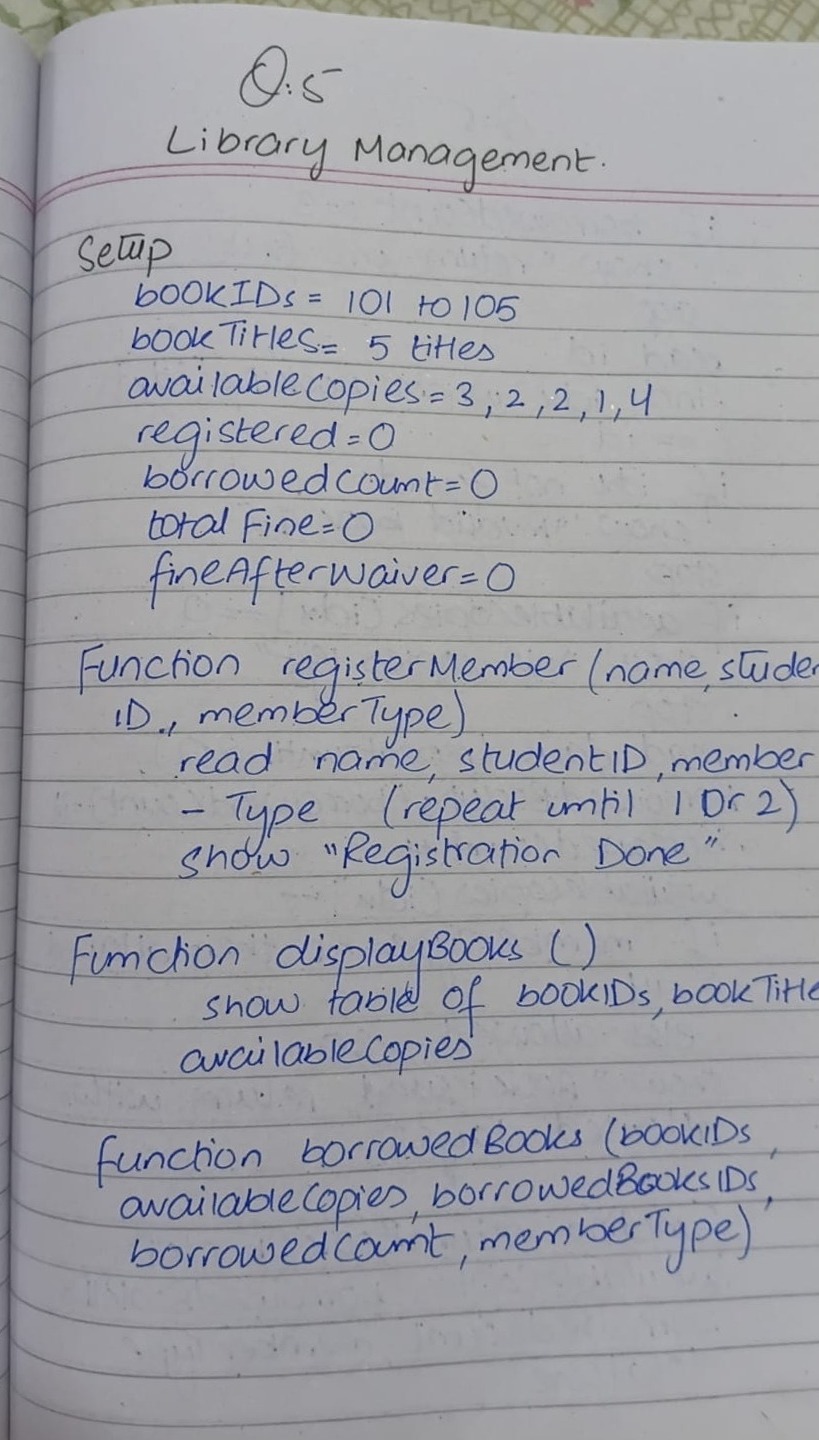 Q.5
Library Management.
Setup
bookIDs = 101 to 105
bookTitles = 5 titles
availableCopies = 3, 2, 2, 1, 4
registered = 0
borrowedCount = 0
total Fine = 0
fineAfterWaiver = 0
Function registerMember (name, stude
ID., memberType)
read name, studentID, member
- Type (repeat until 1 Or 2)
show "Registration Done"
Function displayBooks ()
show table of bookIDs, bookTitle
availableCopies
function borrowedBooks (bookIDs,
availableCopies, borrowedBooksIDs,
borrowedCount, memberType)